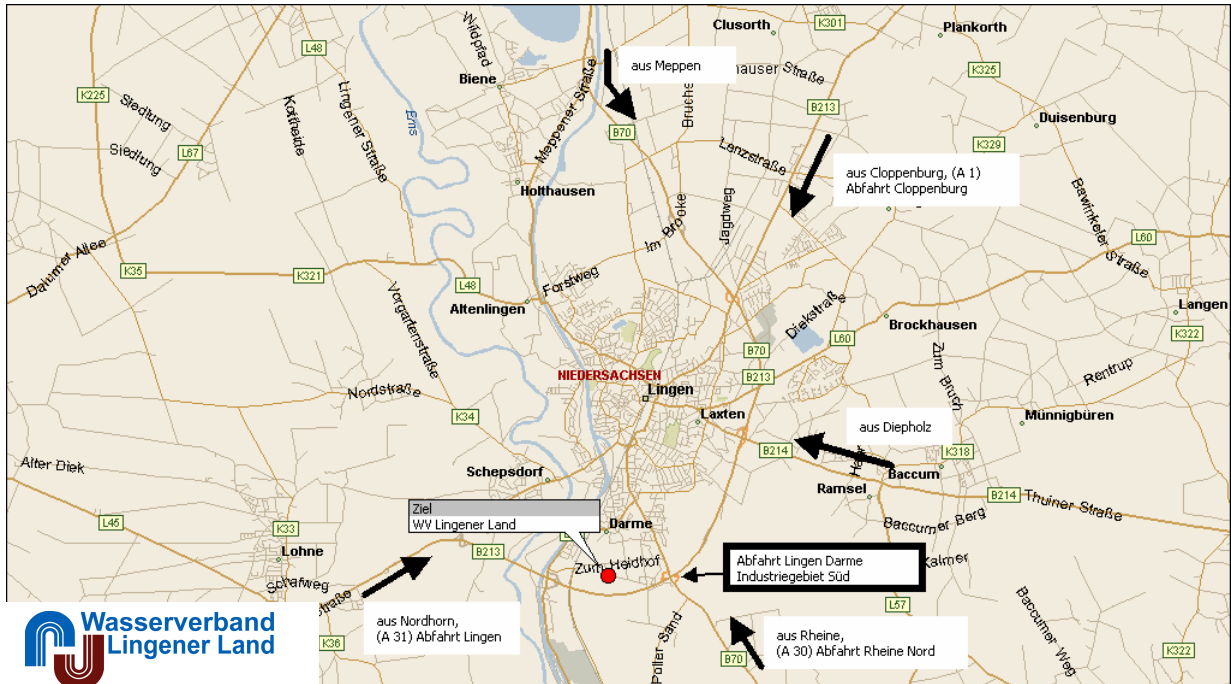 Clusorth
K301
Plankorth
Wildpfad
L48
Biene
Meppener Straße
aus Meppen
hauser Straße
K325
K225
Siedlung
Kottheide
Lingener Straße
Ems
B70
B213
Duisenburg
Siedlung
L67
Lenzstraße
K329
aus Cloppenburg, (A 1)
Abfahrt Cloppenburg
Holthausen
Jagdweg
Bawinkeler Straße
Im Brooke
Dalumer Allee
K35
K321
L48
Forstweg
L60
Altenlingen
Vorgartenstraße
Diekstraße
Brockhausen
Langen
K322
L60
Zum Bruch
B70
NIEDERSACHSEN
B213
Rentrup
Nordstraße
Lingen
K34
Laxten
Münnigbüren
aus Diepholz
B214
K318
Alter Diek
Schepsdorf
Baccum
Ramsel
B214
Thuiner Straße
Ziel
WV Lingener Land
L45
K33
Darme
Baccumer Berg
Lohne
B213
Zum Heidhof
Abfahrt Lingen Darme
Industriegebiet Süd
Kalmer
Schafweg
Straße
L57
Baccumer Weg
aus Nordhorn,
(A 31) Abfahrt Lingen
K36
Poller Sand
B70
aus Rheine,
(A 30) Abfahrt Rheine Nord
K322
Wasserverband
Lingener Land